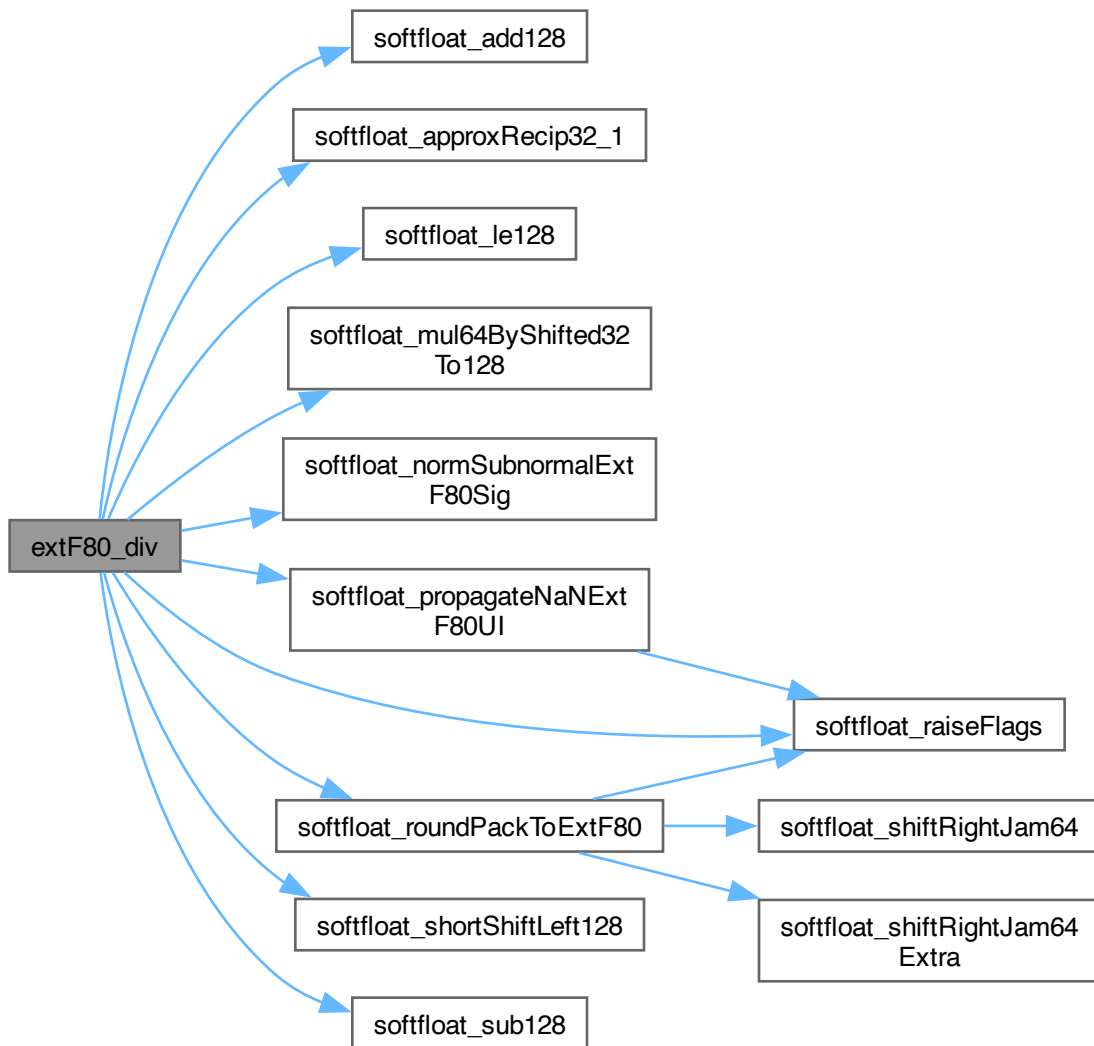 softfloat_add128
softfloat_approxRecip32_1
softfloat_le128
softfloat_mul64ByShifted32
To128
softfloat_normSubnormalExt
F80Sig
extF80_div
softfloat_propagateNaNExt
F80UI
softfloat_raiseFlags
softfloat_roundPackToExtF80
softfloat_shiftRightJam64
softfloat_shortShiftLeft128
softfloat_shiftRightJam64
Extra
softfloat_sub128